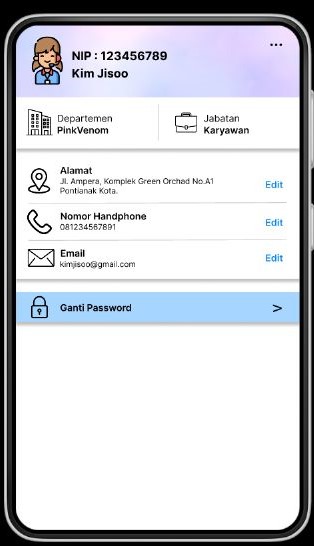 NIP : 123456789
Kim Jisoo
Departemen
PinkVenom
Jabatan
Karyawan
Alamat
Jl. Ampera, Komplek Green Orchad No.A1
Pontianak Kota.
Edit
Nomor Handphone
081234567891
Edit
Email
kimjisoo@gmail.com
Edit
Ganti Password
>